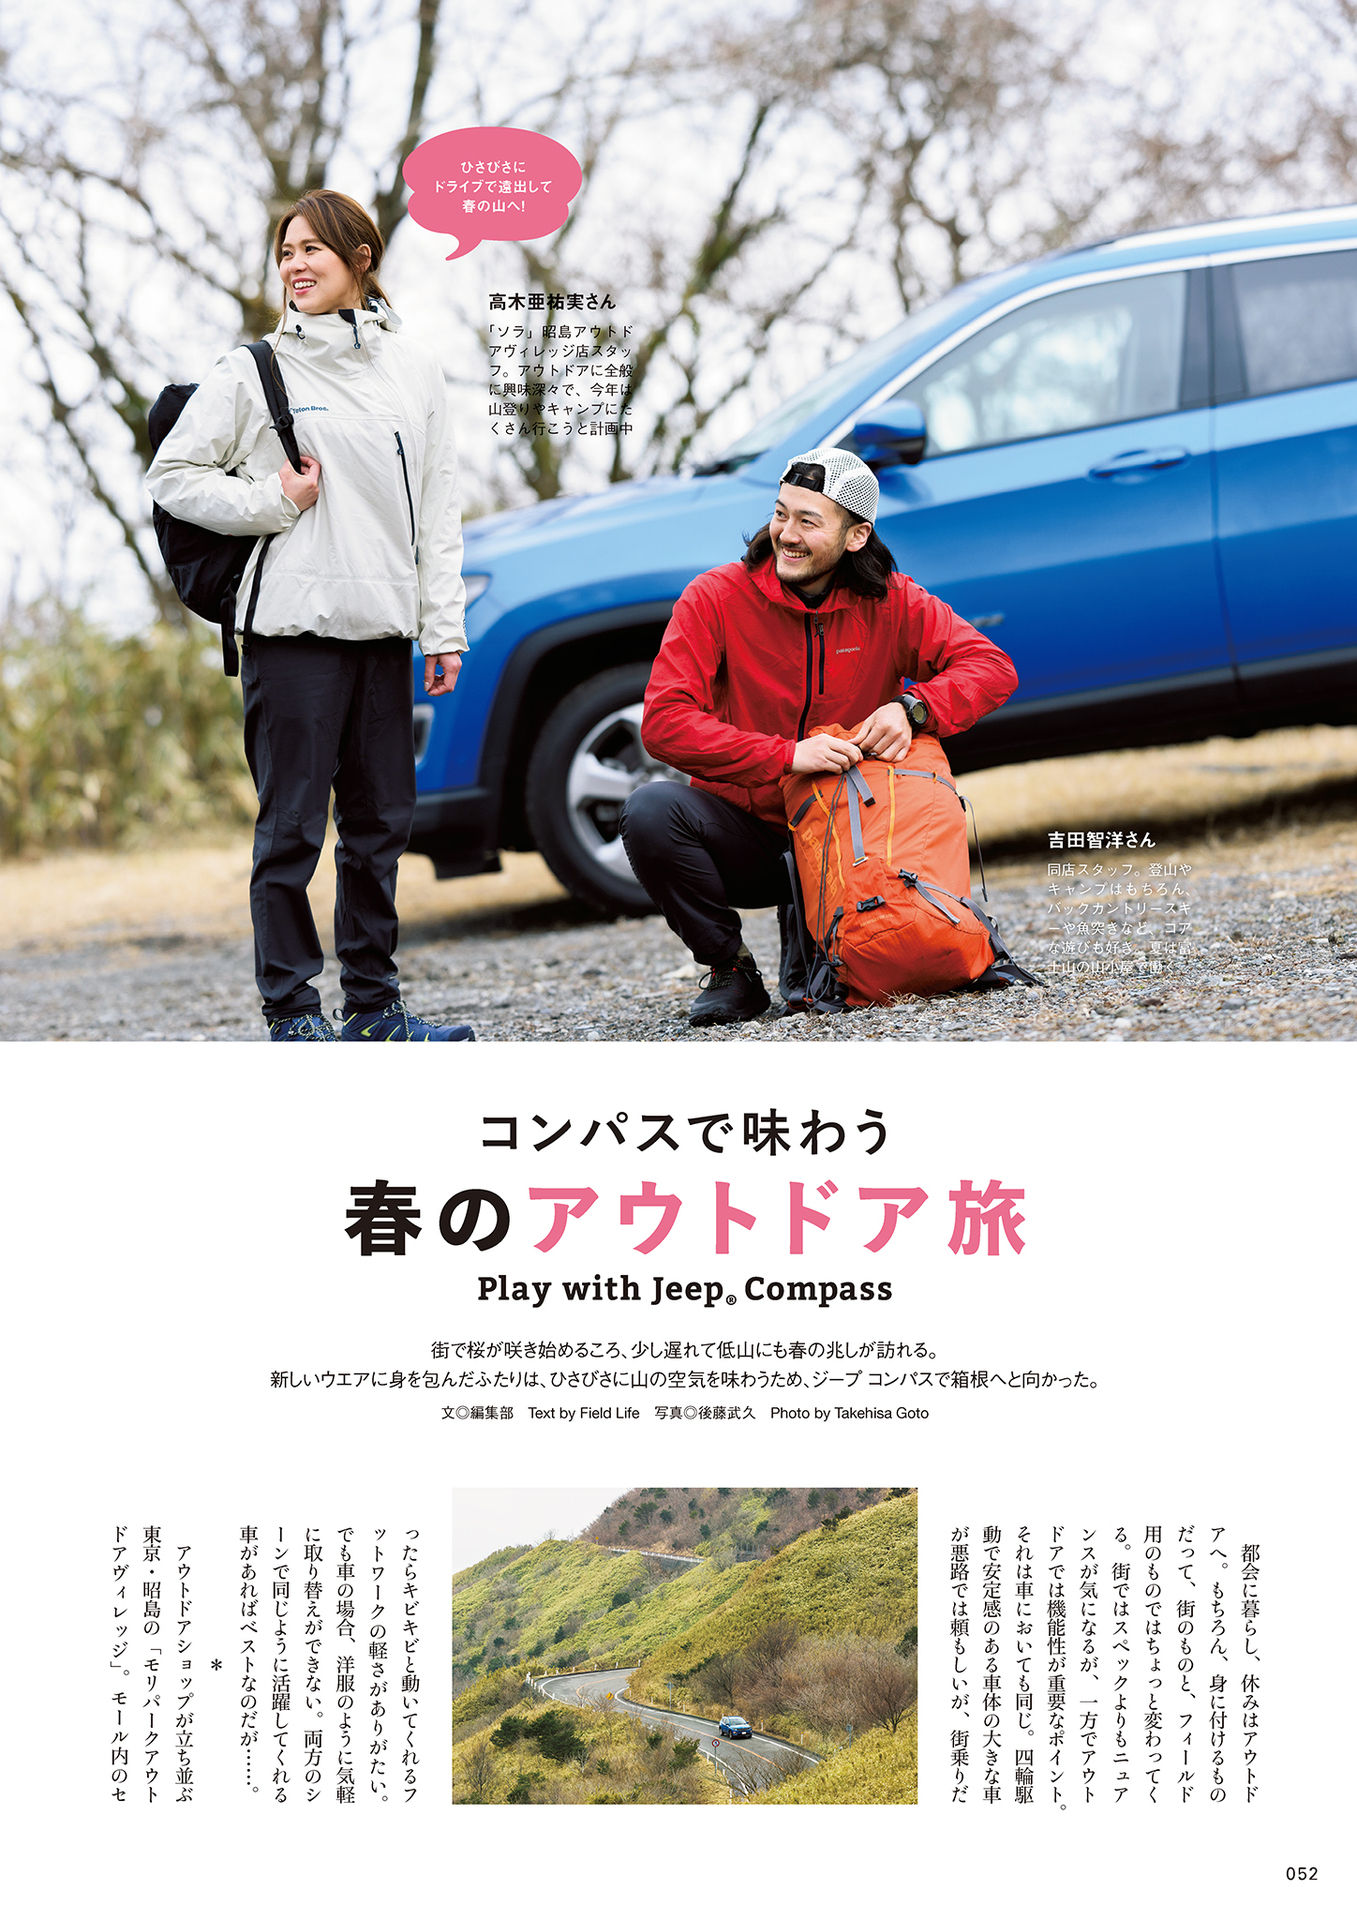 ひさびさに
ドライブで遠出して
春の山へ!
高木亜祐実さん
「ソラ」昭島アウトド
アヴィレッジ店スタッ
フ。アウトドアに全般
に興味深々で、今年は
山登りやキャンプにた
くさん行こうと計画中
Teton Bros.
patagonia
吉田智洋さん
同店スタッフ。登山や
キャンプはもちろん、
バックカントリースキ
ーや魚突きなど、コア
な遊びも好き。夏は富
士山の山小屋で働く
コンパスで味わう
春のアウトドア旅
Play with Jeep® Compass
街で桜が咲き始めるころ、少し遅れて低山にも春の兆しが訪れる。
新しいウエアに身を包んだふたりは、ひさびさに山の空気を味わうため、ジープ コンパスで箱根へと向かった。
文◎編集部　Text by Field Life　写真◎後藤武久　Photo by Takehisa Goto
都会に暮らし、休みはアウトド
アへ。もちろん、身に付けるもの
だって、街のものと、フィールド
用のものではちょっと変わってく
る。街ではスペックよりもニュア
ンスが気になるが、一方でアウト
ドアでは機能性が重要なポイント。
それは車においても同じ。四輪駆
動で安定感のある車体の大きな車
が悪路では頼もしいが、街乗りだ
ったらキビキビと動いてくれるフ
ットワークの軽さがありがたい。
でも車の場合、洋服のように気軽
に取り替えができない。両方のシ
ーンで同じように活躍してくれる
車があればベストなのだが……。
＊
アウトドアショップが立ち並ぶ
東京・昭島の「モリパークアウト
ドアヴィレッジ」。モール内のセ
052